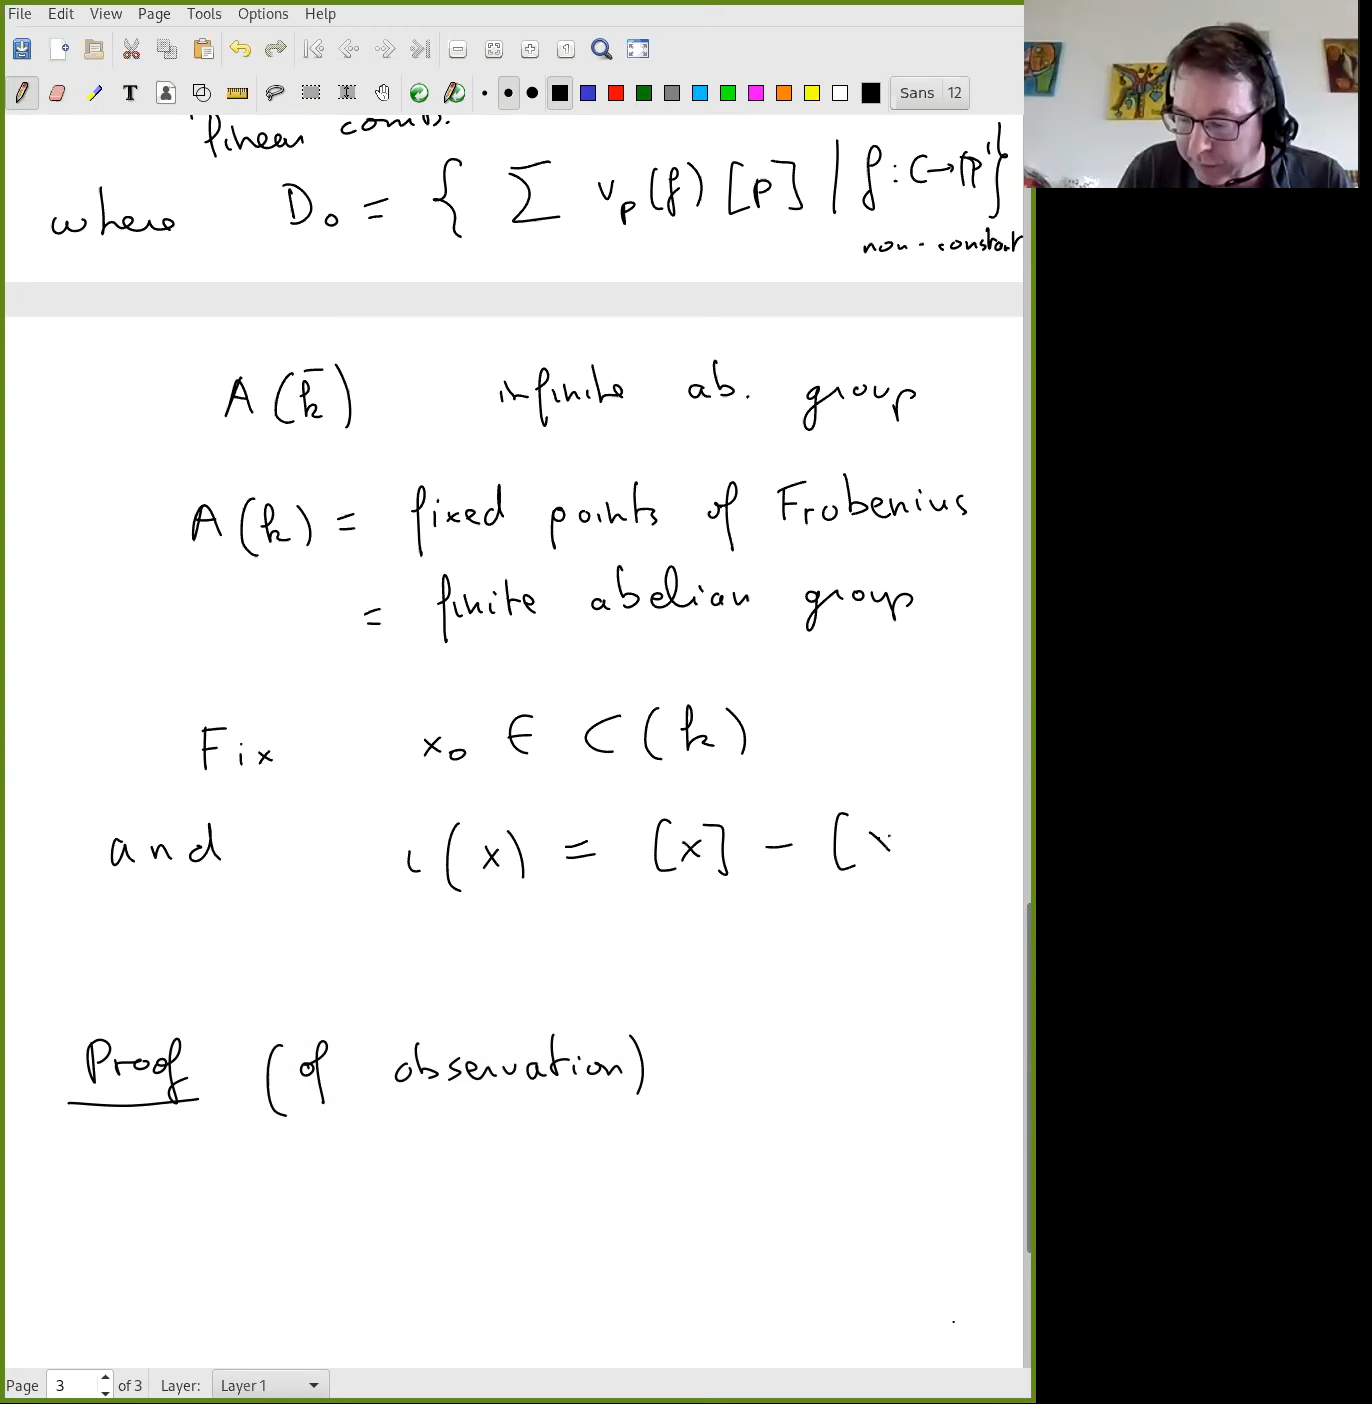 File Edit View Page Tools Options Help
T Sans 12
linear comb.
where D₀ = { ∑ v_p(f) [p] | f : C → ℙ¹ }
non-constant
A(k̄) infinite ab. group
A(k) = fixed points of Frobenius
= finite abelian group
Fix x₀ ∈ C(k)
and ι(x) = [x] - [
Proof (of observation)
Page 3 of 3 Layer: Layer 1